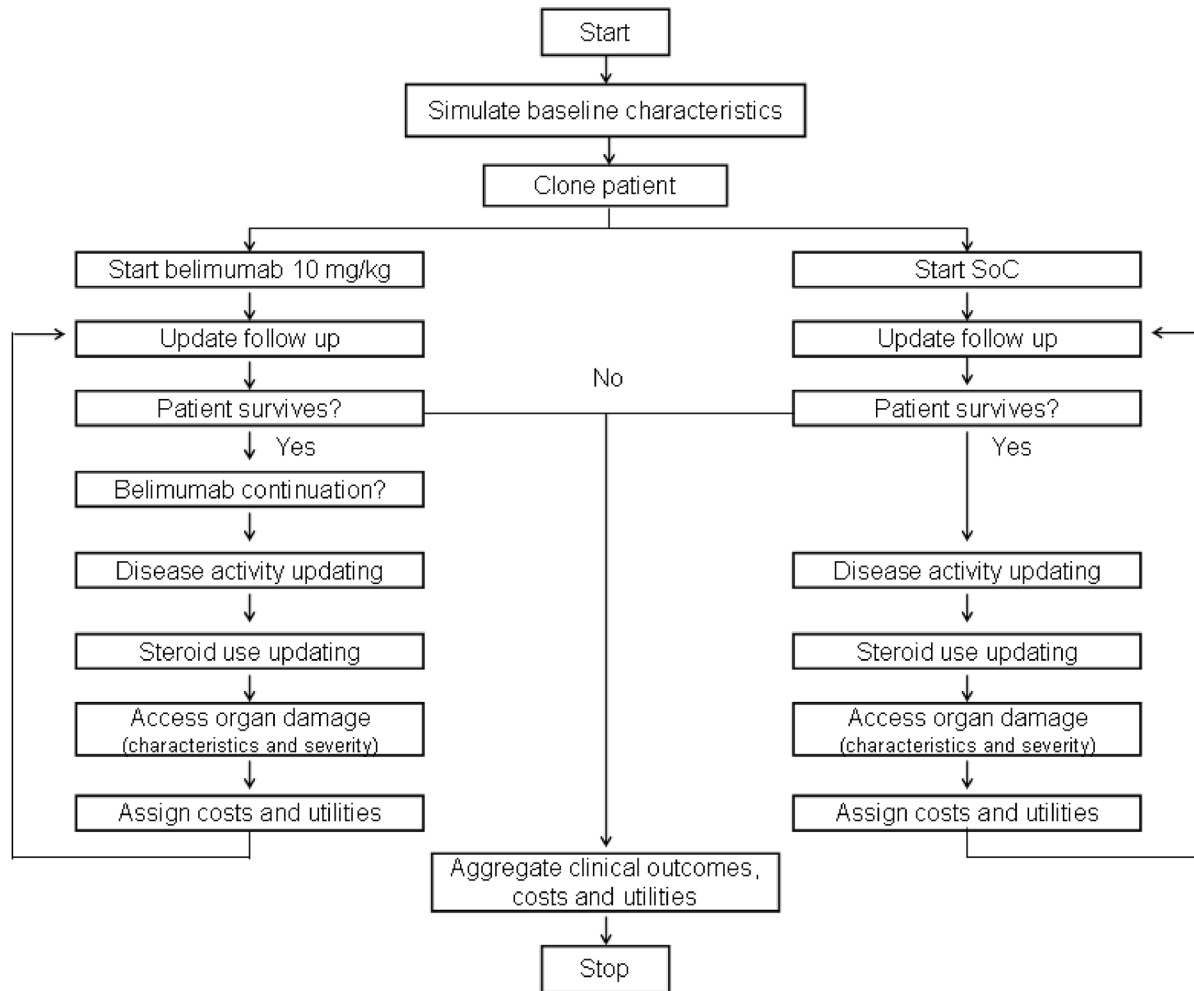 Start
Simulate baseline characteristics
Clone patient
Start belimumab 10 mg/kg
Start SoC
Update follow up
Update follow up
No
Patient survives?
Patient survives?
Yes
Yes
Belimumab continuation?
Disease activity updating
Disease activity updating
Steroid use updating
Steroid use updating
Access organ damage
(characteristics and severity)
Access organ damage
(characteristics and severity)
Assign costs and utilities
Assign costs and utilities
Aggregate clinical outcomes,
costs and utilities
Stop